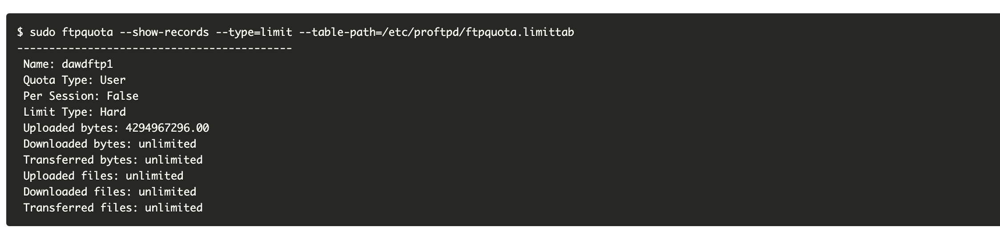 $ sudo ftpquota --show-records --type=limit --table-path=/etc/proftpd/ftpquota.limittab
-------------------------------------------
Name: dawdftp1
Quota Type: User
Per Session: False
Limit Type: Hard
Uploaded bytes: 4294967296.00
Downloaded bytes: unlimited
Transferred bytes: unlimited
Uploaded files: unlimited
Downloaded files: unlimited
Transferred files: unlimited